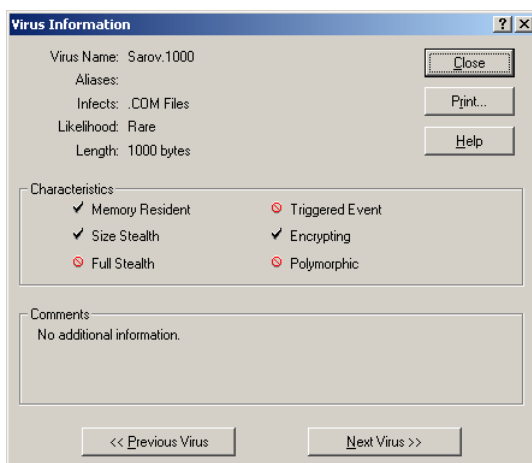 Virus Information
Virus Name: Sarov.1000
Aliases:
Infects: .COM Files
Likelihood: Rare
Length: 1000 bytes
Close
Print...
Help
Characteristics
Memory Resident
Triggered Event
Size Stealth
Encrypting
Full Stealth
Polymorphic
Comments
No additional information.
<< Previous Virus
Next Virus >>